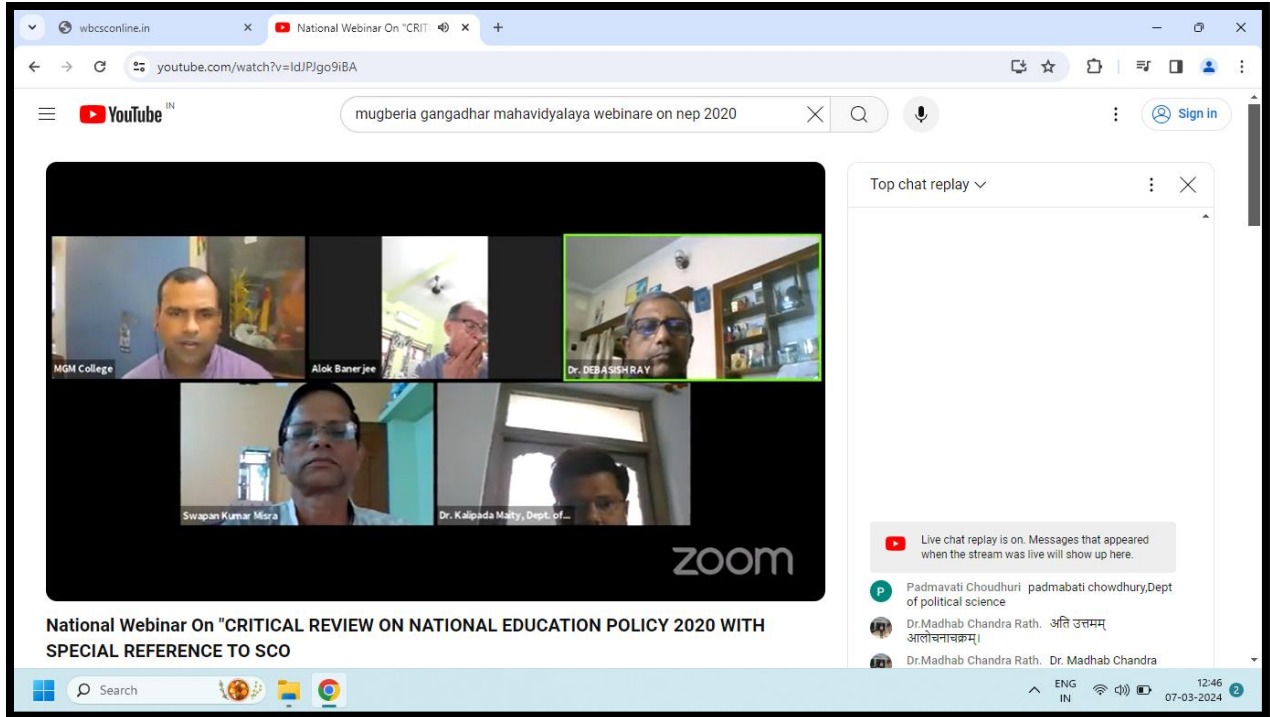 wbcsconline.in
National Webinar On "CRIT
youtube.com/watch?v=IdJPJgo9iBA
YouTube IN
mugberia gangadhar mahavidyalaya webinare on nep 2020
Sign in
Top chat replay
MGM College
Alok Banerjee
Dr. DEBASISH RAY
Swapan Kumar Misra
Dr. Kalipada Maity, Dept. of...
zoom
Live chat replay is on. Messages that appeared
when the stream was live will show up here.
P
Padmavati Choudhuri padmabati chowdhury,Dept
of political science
Dr.Madhab Chandra Rath. अति उत्तमम्
आलोचनाचक्रम्।
Dr.Madhab Chandra Rath. Dr. Madhab Chandra
National Webinar On "CRITICAL REVIEW ON NATIONAL EDUCATION POLICY 2020 WITH
SPECIAL REFERENCE TO SCO
Search
ENG
IN
12:46
07-03-2024
2